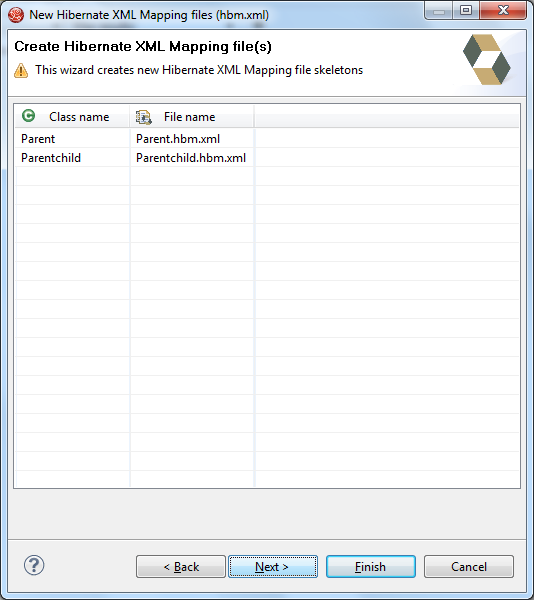 New Hibernate XML Mapping files (hbm.xml)
Create Hibernate XML Mapping file(s)
This wizard creates new Hibernate XML Mapping file skeletons
Class name File name
Parent Parent.hbm.xml
Parentchild Parentchild.hbm.xml
< Back Next > Finish Cancel